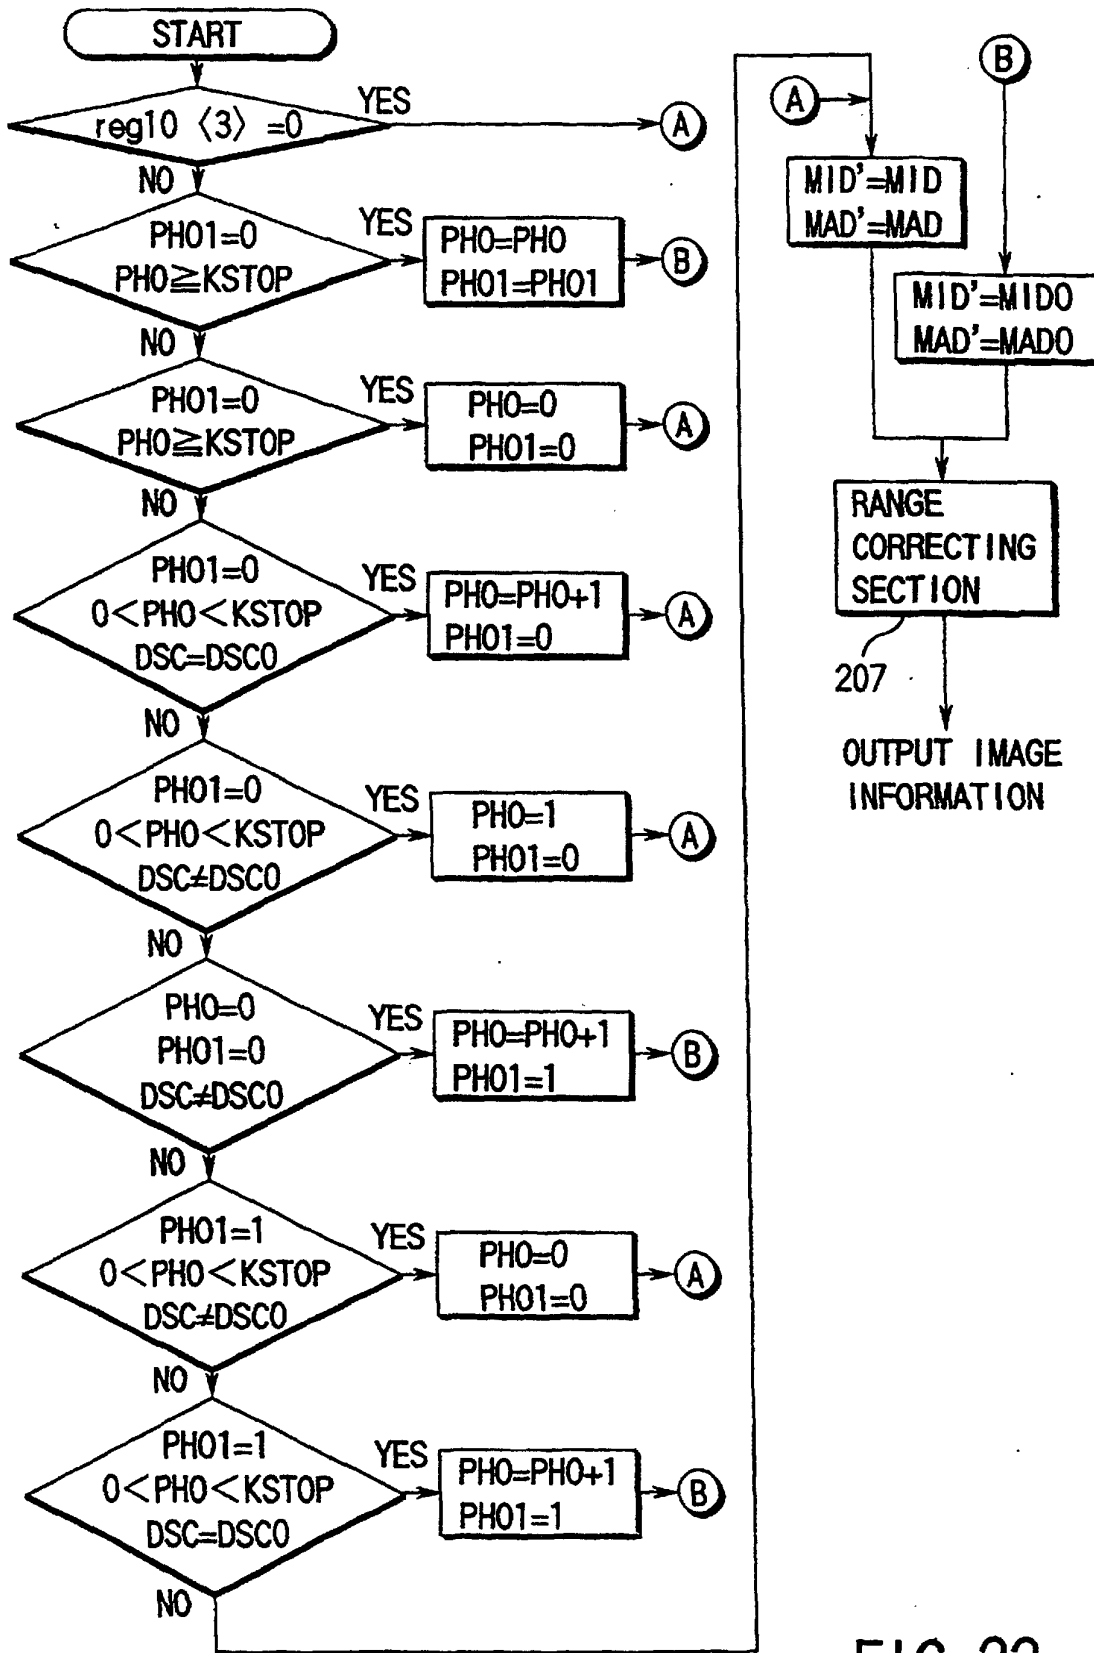 START
reg10 〈3〉 =0
YES
A
NO
PH01=0
PH0≧KSTOP
YES
PH0=PH0
PH01=PH01
B
NO
PH01=0
PH0≧KSTOP
YES
PH0=0
PH01=0
A
NO
PH01=0
0<PH0<KSTOP
DSC=DSC0
YES
PH0=PH0+1
PH01=0
A
NO
PH01=0
0<PH0<KSTOP
DSC≠DSC0
YES
PH0=1
PH01=0
A
NO
PH0=0
PH01=0
DSC≠DSC0
YES
PH0=PH0+1
PH01=1
B
NO
PH01=1
0<PH0<KSTOP
DSC≠DSC0
YES
PH0=0
PH01=0
A
NO
PH01=1
0<PH0<KSTOP
DSC=DSC0
YES
PH0=PH0+1
PH01=1
B
NO
A
MID'=MID
MAD'=MAD
B
MID'=MID0
MAD'=MAD0
RANGE
CORRECTING
SECTION
207
OUTPUT IMAGE
INFORMATION
FIG